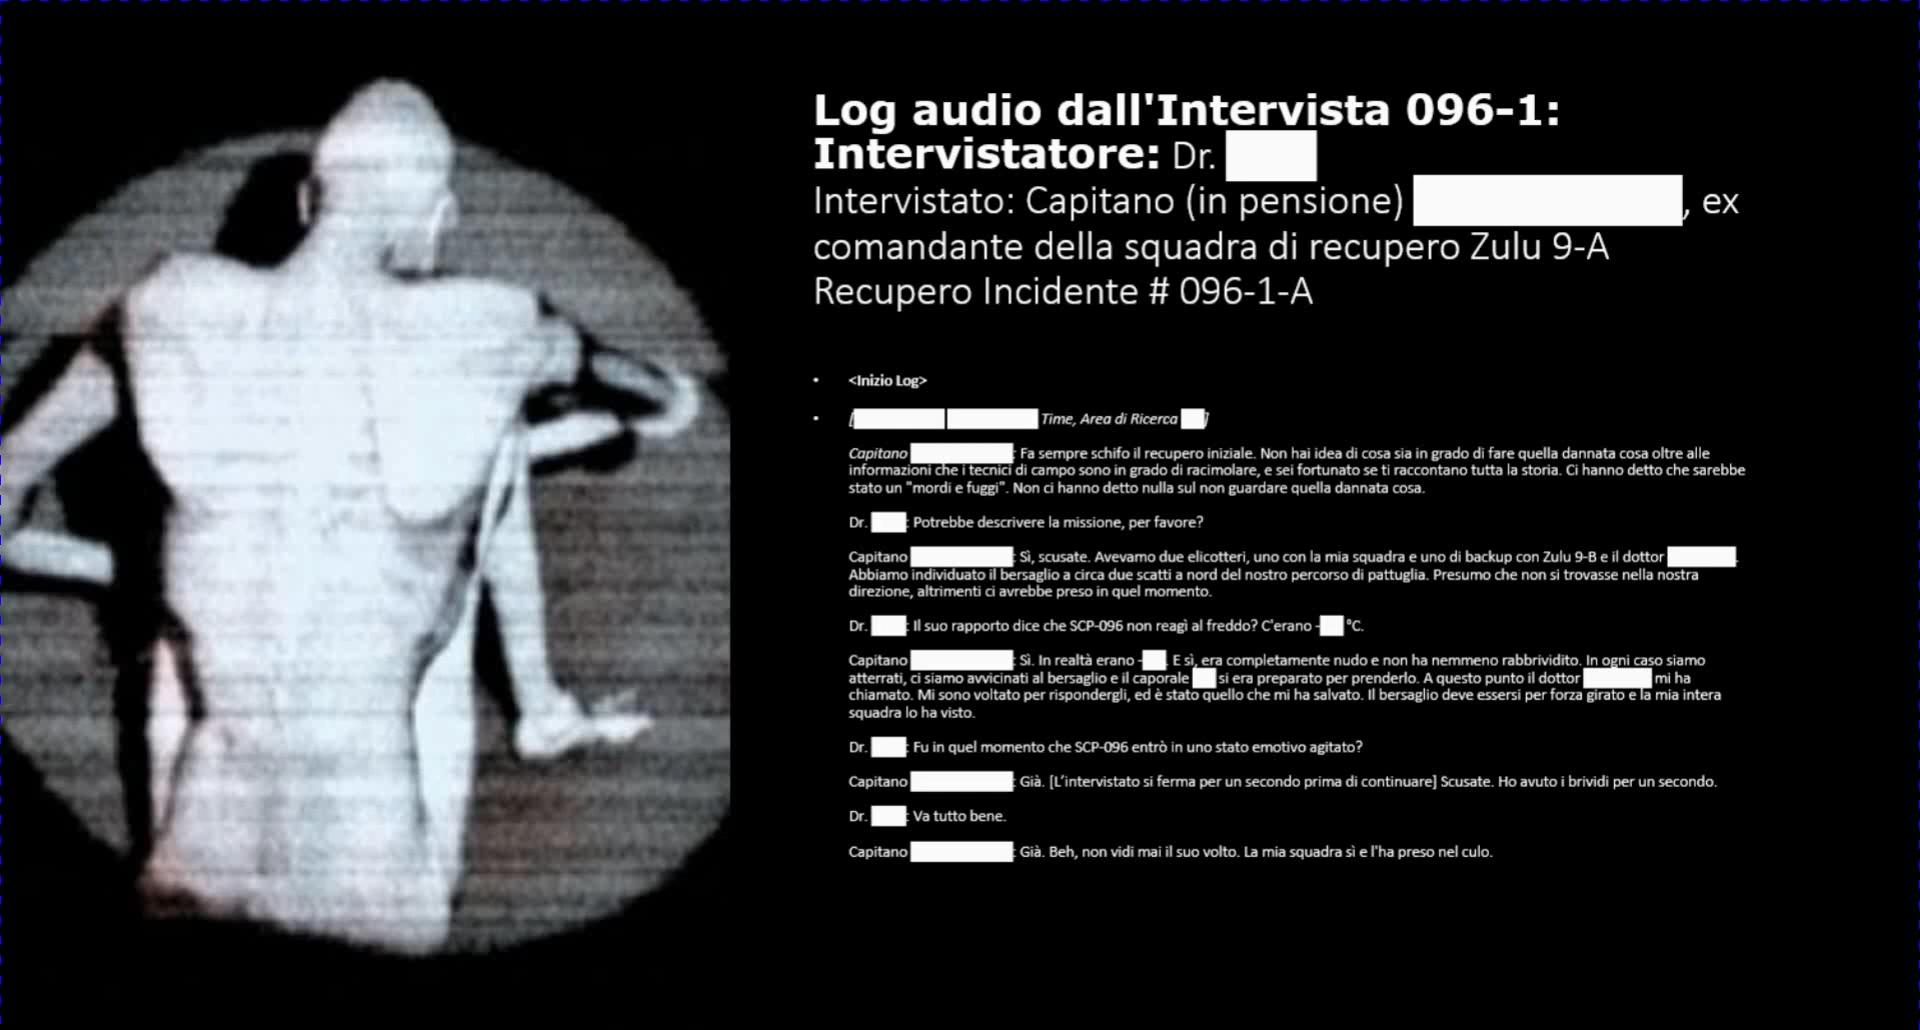 Log audio dall'Intervista 096-1:
Intervistatore: Dr.
Intervistato: Capitano (in pensione) , ex
comandante della squadra di recupero Zulu 9-A
Recupero Incidente # 096-1-A
• <Inizio Log>
• [ Time, Area di Ricerca ]
Capitano : Fa sempre schifo il recupero iniziale. Non hai idea di cosa sia in grado di fare quella dannata cosa oltre alle
informazioni che i tecnici di campo sono in grado di racimolare, e sei fortunato se ti raccontano tutta la storia. Ci hanno detto che sarebbe
stato un "mordi e fuggi". Non ci hanno detto nulla sul non guardare quella dannata cosa.
Dr. : Potrebbe descrivere la missione, per favore?
Capitano : Sì, scusate. Avevamo due elicotteri, uno con la mia squadra e uno di backup con Zulu 9-B e il dottor .
Abbiamo individuato il bersaglio a circa due scatti a nord del nostro percorso di pattuglia. Presumo che non si trovasse nella nostra
direzione, altrimenti ci avrebbe preso in quel momento.
Dr. : Il suo rapporto dice che SCP-096 non reagì al freddo? C'erano - °C.
Capitano : Sì. In realtà erano - . E sì, era completamente nudo e non ha nemmeno rabbrividito. In ogni caso siamo
atterrati, ci siamo avvicinati al bersaglio e il caporale si era preparato per prenderlo. A questo punto il dottor mi ha
chiamato. Mi sono voltato per rispondergli, ed è stato quello che mi ha salvato. Il bersaglio deve essersi per forza girato e la mia intera
squadra lo ha visto.
Dr. : Fu in quel momento che SCP-096 entrò in uno stato emotivo agitato?
Capitano : Già. [L'intervistato si ferma per un secondo prima di continuare] Scusate. Ho avuto i brividi per un secondo.
Dr. : Va tutto bene.
Capitano : Già. Beh, non vidi mai il suo volto. La mia squadra sì e l'ha preso nel culo.